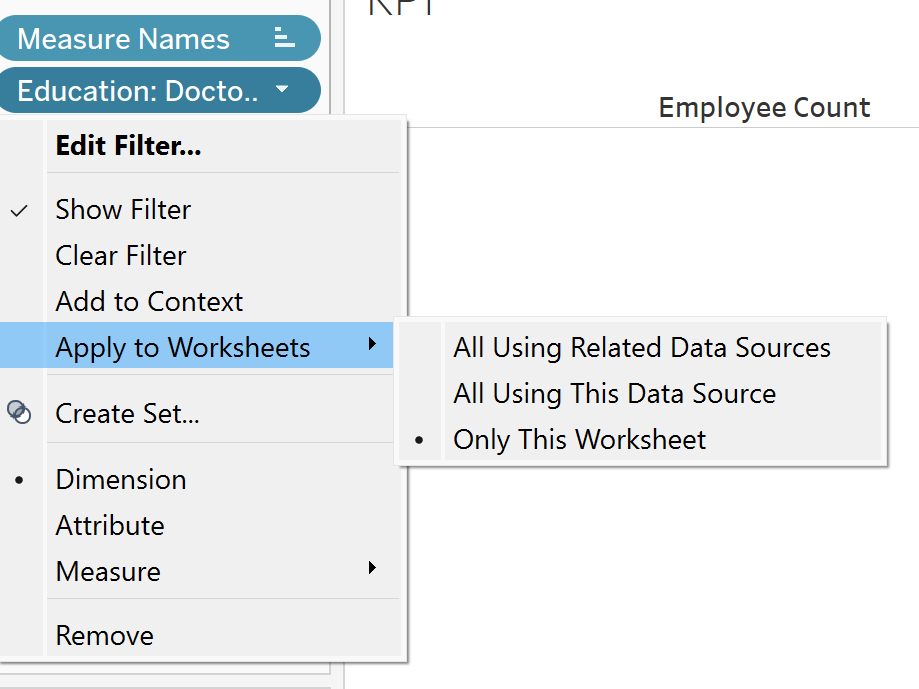 KPI
Measure Names
Education: Docto..
Employee Count
Edit Filter...
Show Filter
Clear Filter
Add to Context
Apply to Worksheets
All Using Related Data Sources
All Using This Data Source
Only This Worksheet
Create Set...
Dimension
Attribute
Measure
Remove